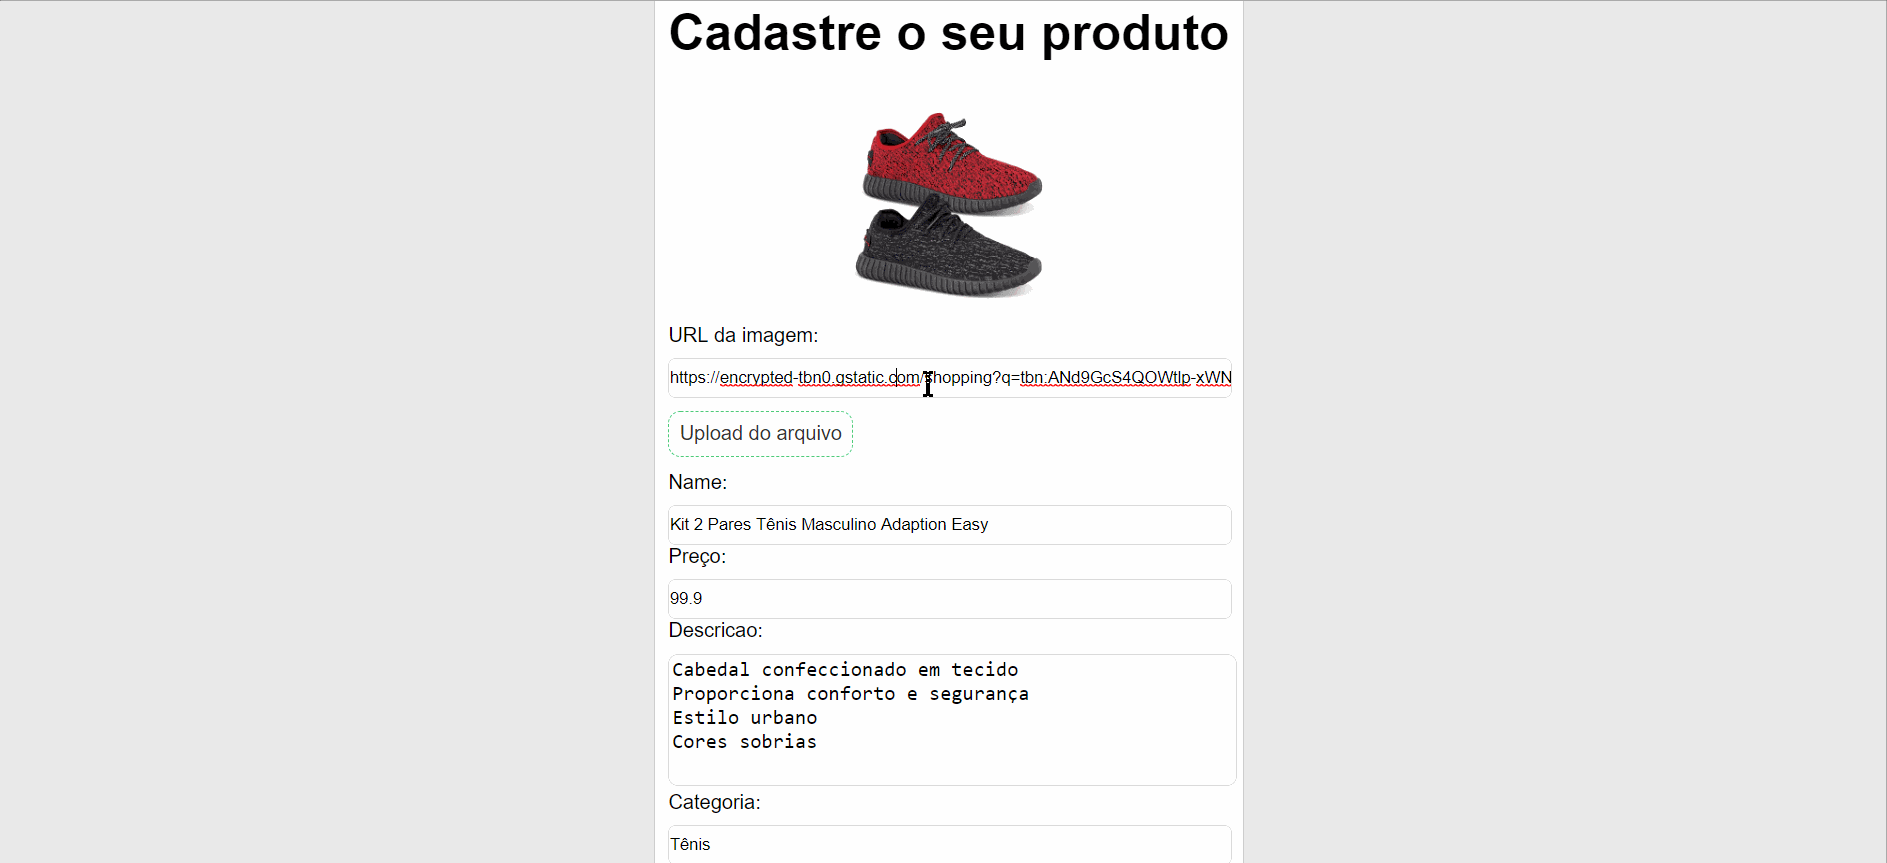 Cadastre o seu produto
URL da imagem:
https://encrypted-tbn0.gstatic.com/shopping?q=tbn:ANd9GcS4QOWtlp-xWN
Upload do arquivo
Name:
Kit 2 Pares Tênis Masculino Adaption Easy
Preço:
99.9
Descricao:
Cabedal confeccionado em tecido
Proporciona conforto e segurança
Estilo urbano
Cores sobrias
Categoria:
Tênis